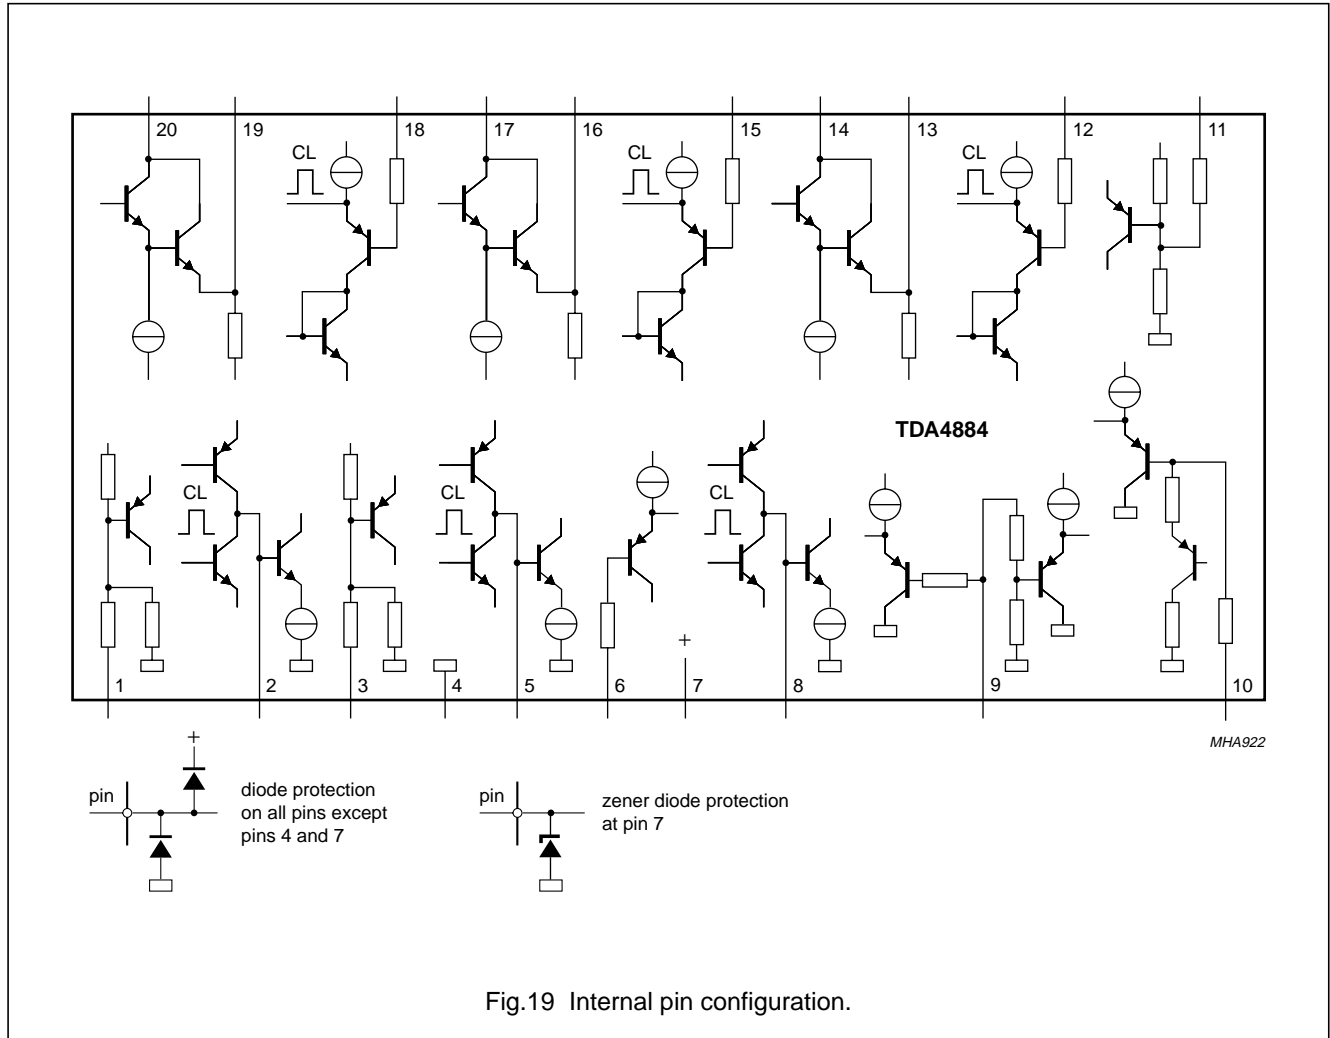 20 19 18 17 16 15 14 13 12 11
CL CL CL
TDA4884
CL CL CL
+
1 2 3 4 5 6 7 8 9 10
MHA922
+
pin
diode protection
on all pins except
pins 4 and 7
pin
zener diode protection
at pin 7
Fig.19 Internal pin configuration.